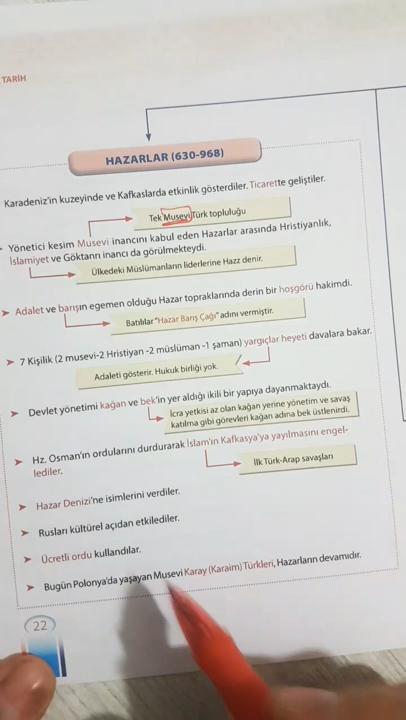 TARİH
HAZARLAR (630-968)
Karadeniz'in kuzeyinde ve Kafkaslarda etkinlik gösterdiler. Ticarette geliştiler.
Tek Musevi Türk topluluğu
Yönetici kesim Musevi inancını kabul eden Hazarlar arasında Hristiyanlık,
İslamiyet ve Göktanrı inancı da görülmekteydi.
Ülkedeki Müslümanların liderlerine Hazz denir.
➤ Adalet ve barışın egemen olduğu Hazar topraklarında derin bir hoşgörü hakimdi.
Batılılar "Hazar Barış Çağı" adını vermiştir.
➤ 7 Kişilik (2 musevi-2 Hristiyan -2 müslüman -1 şaman) yargıçlar heyeti davalara bakar.
Adaleti gösterir. Hukuk birliği yok.
➤ Devlet yönetimi kağan ve bek'in yer aldığı ikili bir yapıya dayanmaktaydı.
İcra yetkisi az olan kağan yerine yönetim ve savaş
katılma gibi görevleri kağan adına bek üstlenirdi.
➤ Hz. Osman'ın ordularını durdurarak İslam'ın Kafkasya'ya yayılmasını engel-
lediler.
İlk Türk-Arap savaşları
➤ Hazar Denizi'ne isimlerini verdiler.
➤ Rusları kültürel açıdan etkilediler.
➤ Ücretli ordu kullandılar.
➤ Bugün Polonya'da yaşayan Musevi Karay (Karaim) Türkleri, Hazarların devamıdır.
22